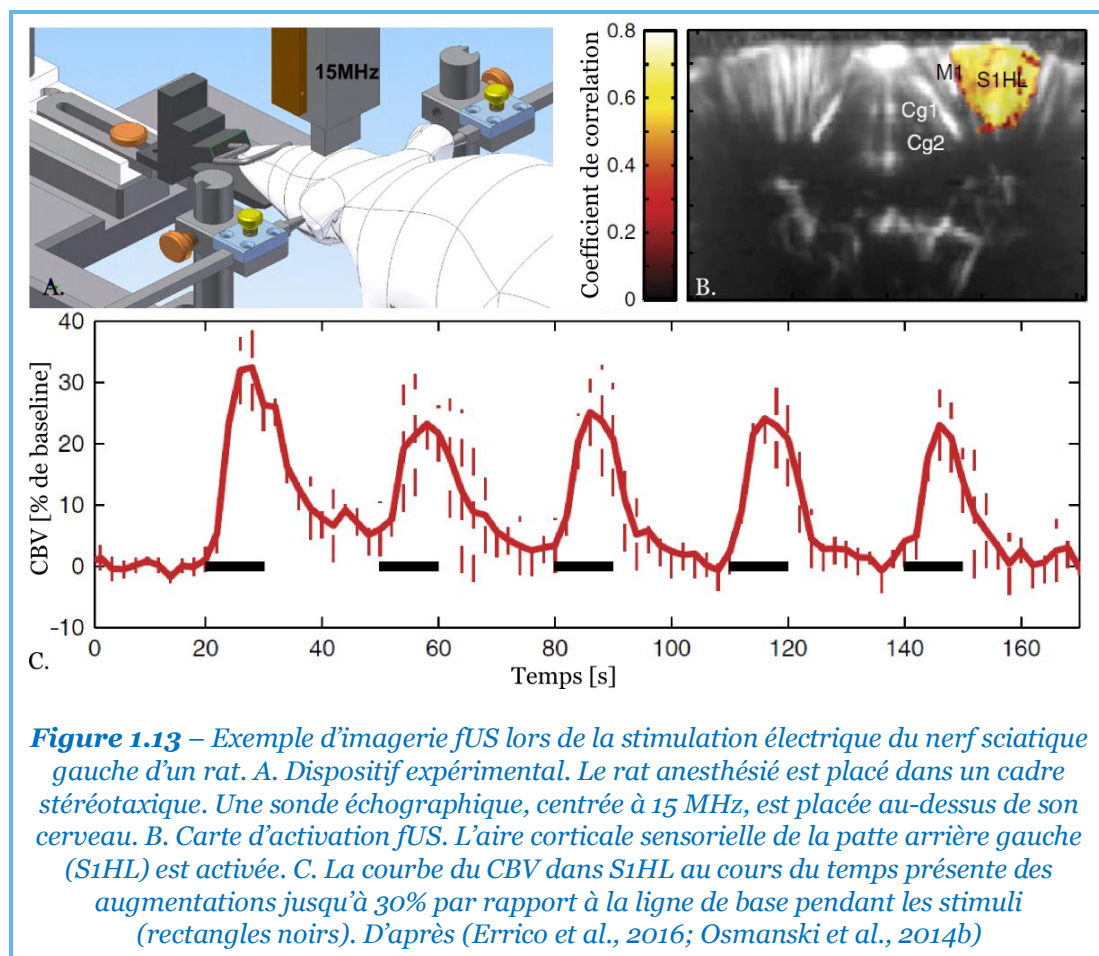 15MHz
A.
Coefficient de correlation
0.8
0.6
0.4
0.2
0
M1
S1HL
Cg1
Cg2
B.
CBV [% de baseline]
40
30
20
10
0
-10
0 20 40 60 80 100 120 140 160
C.
Temps [s]
Figure 1.13 – Exemple d’imagerie fUS lors de la stimulation électrique du nerf sciatique
gauche d’un rat. A. Dispositif expérimental. Le rat anesthésié est placé dans un cadre
stéréotaxique. Une sonde échographique, centrée à 15 MHz, est placée au-dessus de son
cerveau. B. Carte d’activation fUS. L’aire corticale sensorielle de la patte arrière gauche
(S1HL) est activée. C. La courbe du CBV dans S1HL au cours du temps présente des
augmentations jusqu’à 30% par rapport à la ligne de base pendant les stimuli
(rectangles noirs). D’après (Errico et al., 2016; Osmanski et al., 2014b)